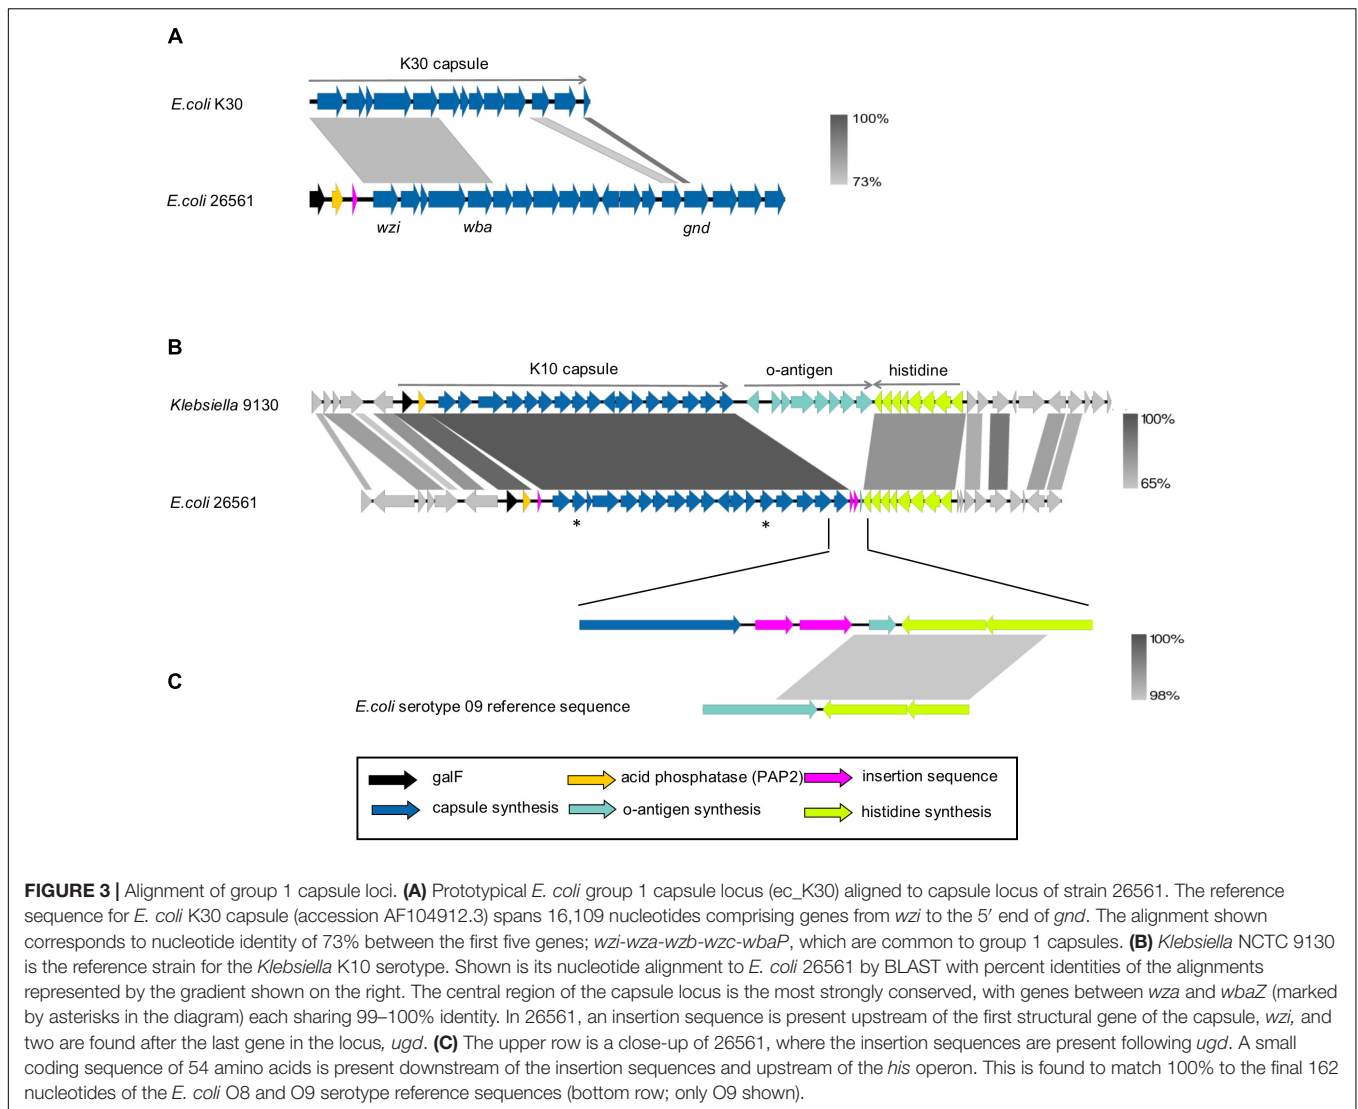 A
K30 capsule
E.coli K30
100%
73%
E.coli 26561
wzi
wba
gnd
B
K10 capsule
o-antigen
histidine
Klebsiella 9130
100%
65%
E.coli 26561
*
*
100%
98%
C
E.coli serotype 09 reference sequence
galF
acid phosphatase (PAP2)
insertion sequence
capsule synthesis
o-antigen synthesis
histidine synthesis
FIGURE 3 | Alignment of group 1 capsule loci. (A) Prototypical E. coli group 1 capsule locus (ec_K30) aligned to capsule locus of strain 26561. The reference
sequence for E. coli K30 capsule (accession AF104912.3) spans 16,109 nucleotides comprising genes from wzi to the 5′ end of gnd. The alignment shown
corresponds to nucleotide identity of 73% between the first five genes; wzi-wza-wzb-wzc-wbaP, which are common to group 1 capsules. (B) Klebsiella NCTC 9130
is the reference strain for the Klebsiella K10 serotype. Shown is its nucleotide alignment to E. coli 26561 by BLAST with percent identities of the alignments
represented by the gradient shown on the right. The central region of the capsule locus is the most strongly conserved, with genes between wza and wbaZ (marked
by asterisks in the diagram) each sharing 99–100% identity. In 26561, an insertion sequence is present upstream of the first structural gene of the capsule, wzi, and
two are found after the last gene in the locus, ugd. (C) The upper row is a close-up of 26561, where the insertion sequences are present following ugd. A small
coding sequence of 54 amino acids is present downstream of the insertion sequences and upstream of the his operon. This is found to match 100% to the final 162
nucleotides of the E. coli O8 and O9 serotype reference sequences (bottom row; only O9 shown).